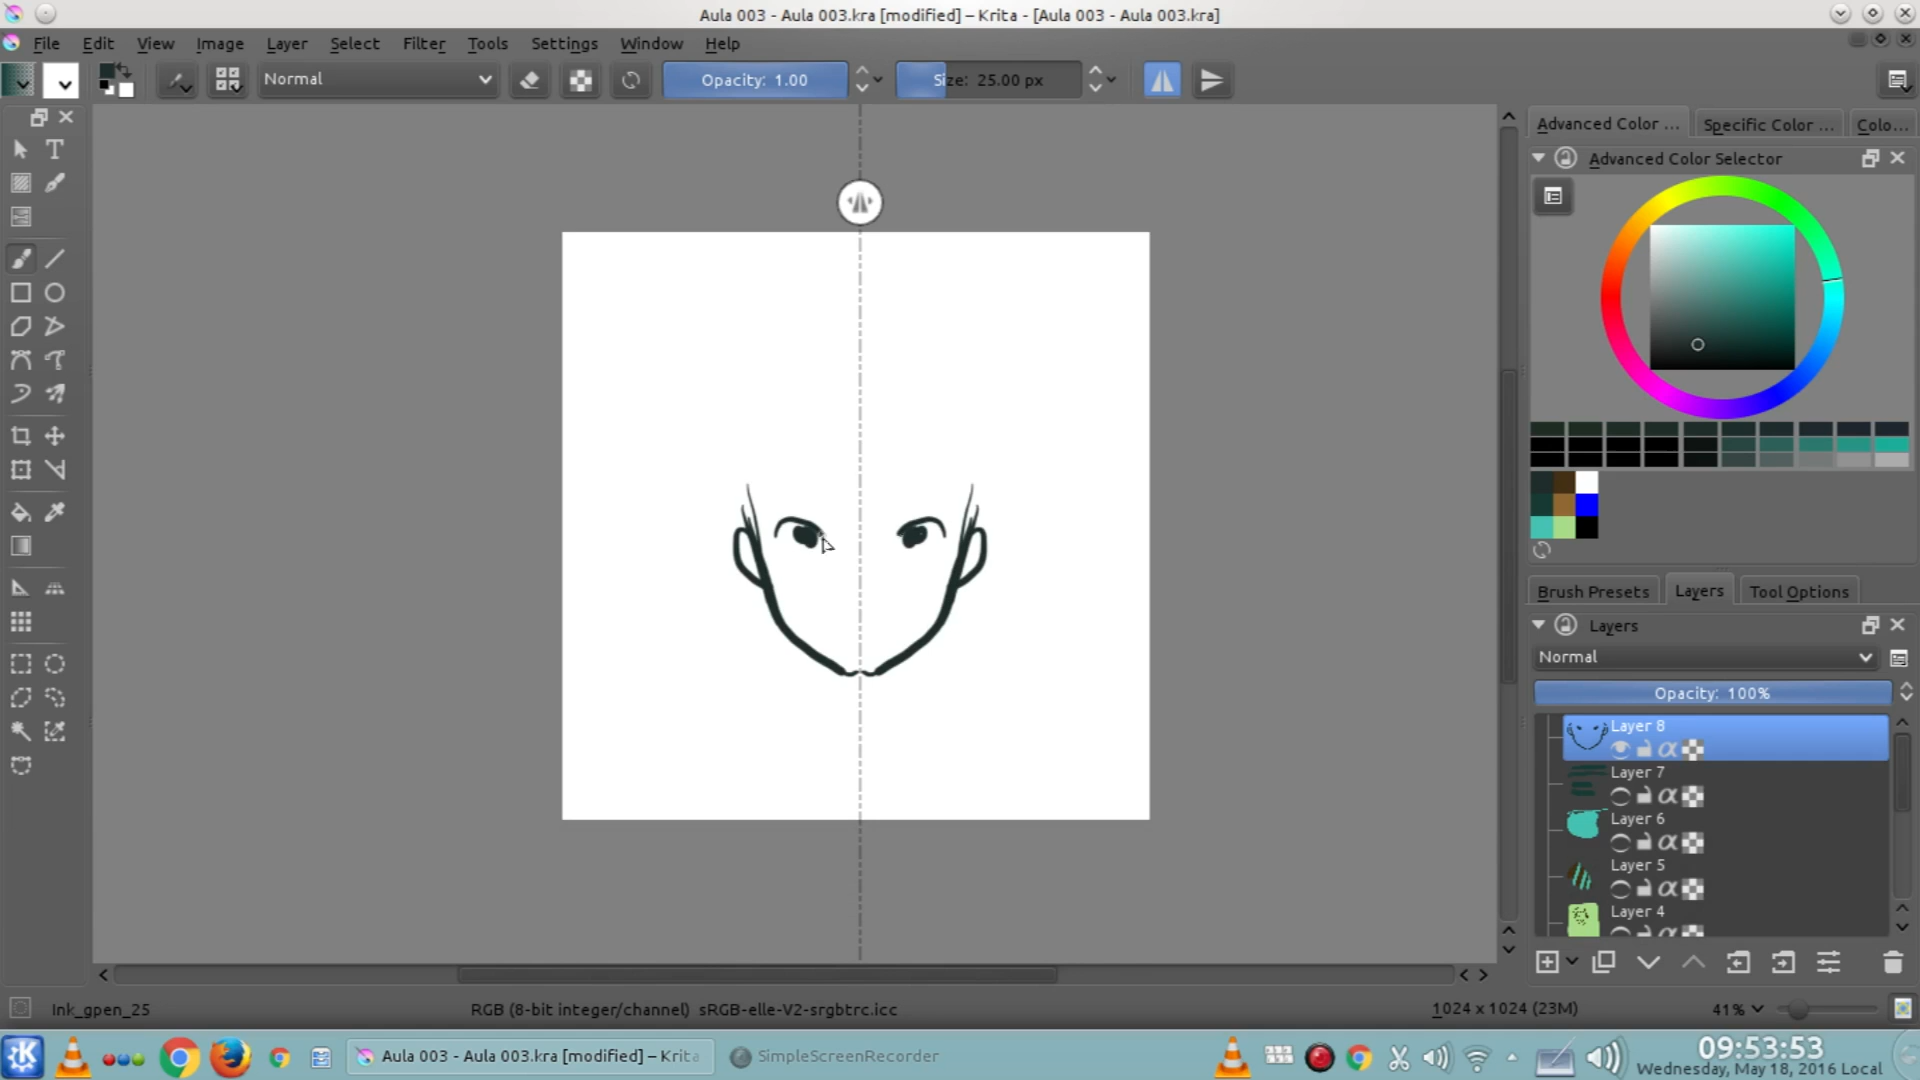 Aula 003 - Aula 003.kra [modified] – Krita - [Aula 003 - Aula 003.kra]
File Edit View Image Layer Select Filter Tools Settings Window Help
Normal
Opacity: 1.00
Size: 25.00 px
Advanced Color ...
Specific Color ...
Colo...
Advanced Color Selector
Brush Presets
Layers
Tool Options
Layers
Normal
Opacity: 100%
Layer 8
Layer 7
Layer 6
Layer 5
Layer 4
Ink_gpen_25
RGB (8-bit integer/channel) sRGB-elle-V2-srgbtrc.icc
1024 x 1024 (23M)
41%
Aula 003 - Aula 003.kra [modified] – Krita
SimpleScreenRecorder
09:53:53
Wednesday, May 18, 2016 Local